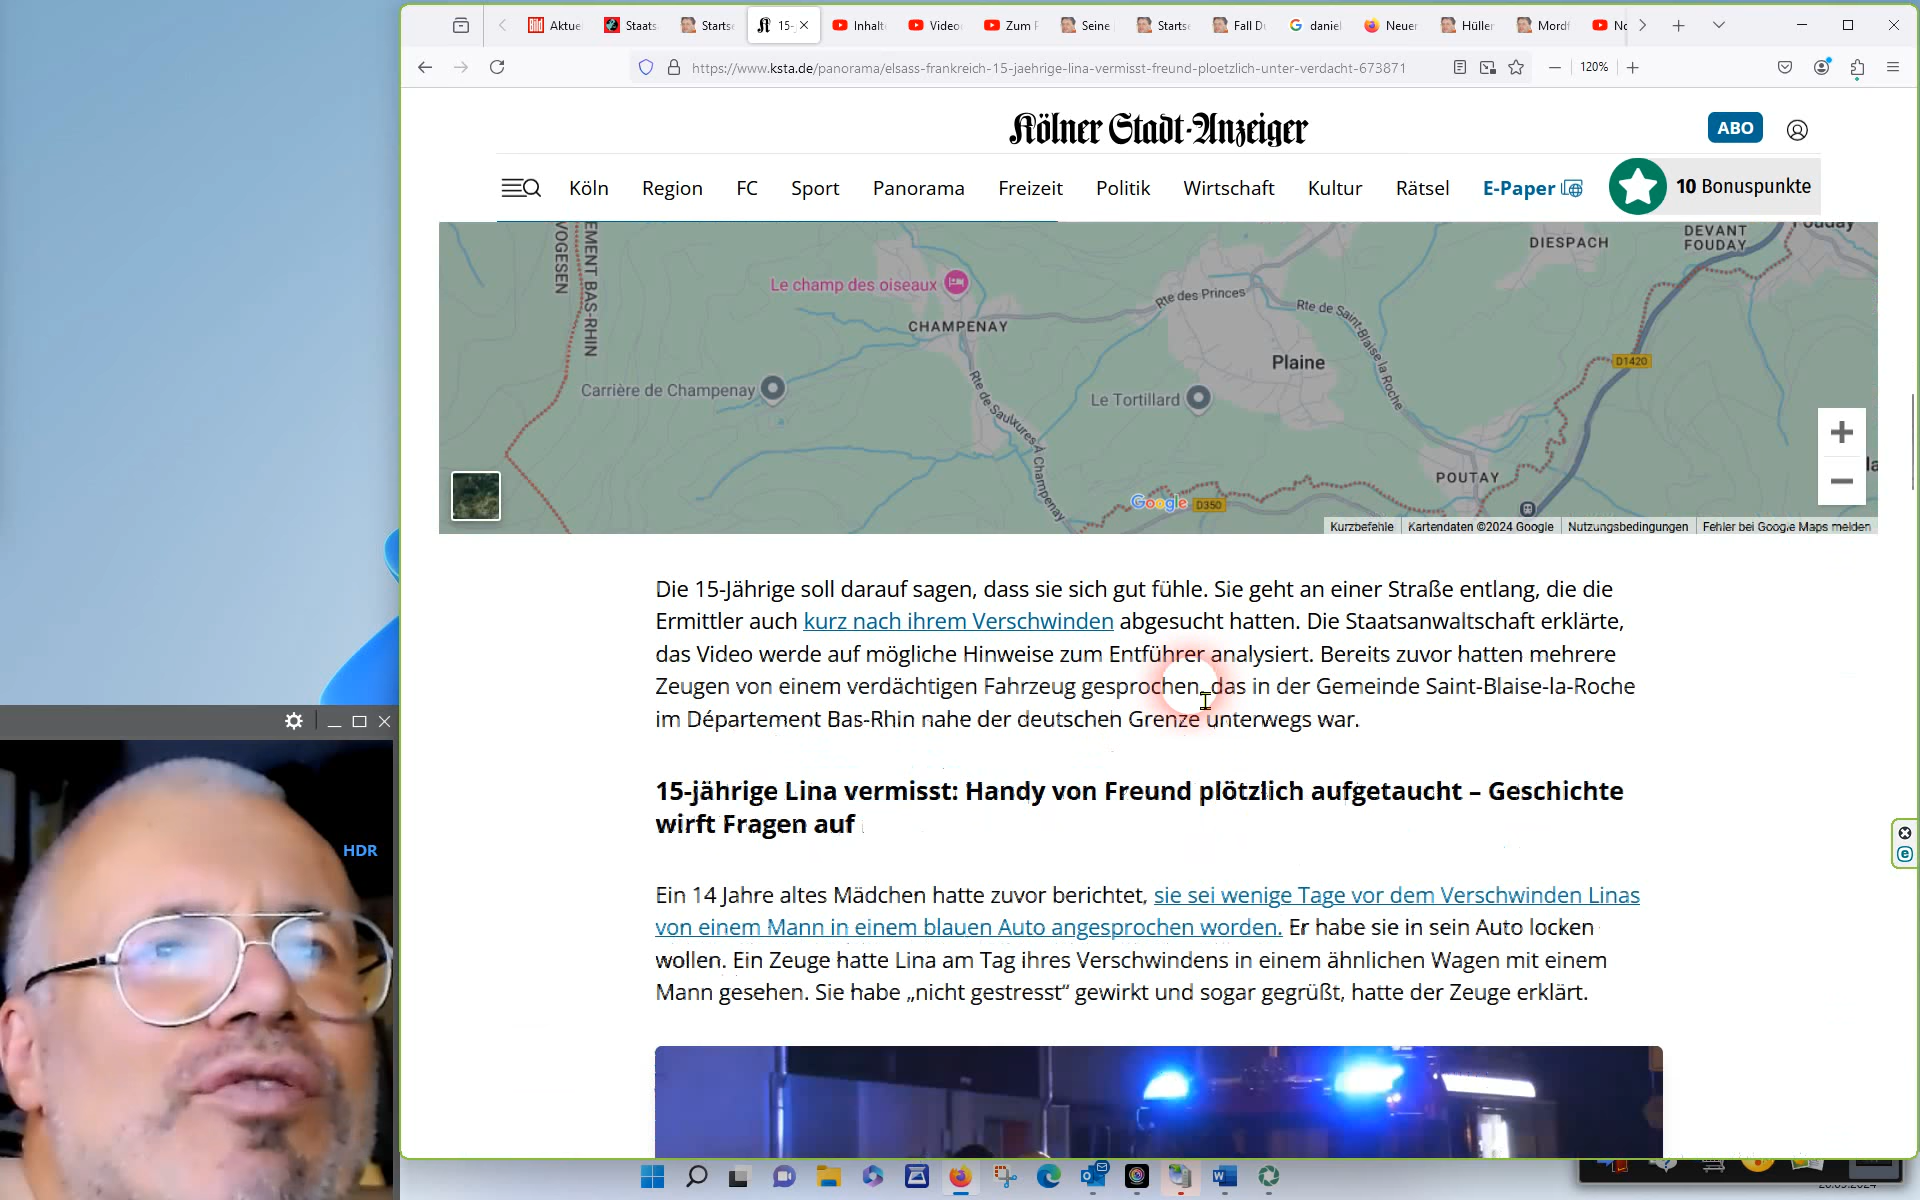 Aktue
Staats
Starts
15-
Inhalt
Video
Zum
Seine
Starts
Fall Du
daniel
Neuer
Hüller
Mordf
No
https://www.ksta.de/panorama/elsass-frankreich-15-jaehrige-lina-vermisst-freund-ploetzlich-unter-verdacht-673871
120%
Kölner Stadt-Anzeiger
ABO
Köln Region FC Sport Panorama Freizeit Politik Wirtschaft Kultur Rätsel E-Paper
10 Bonuspunkte
EMENT BAS-RHIN
VOGESEN
Le champ des oiseaux
CHAMPENAY
Rte des Princes
Rte de Saint-Blaise la Roche
DIESPACH
DEVANT
FOUDAY
Fouday
Plaine
D1420
Carrière de Champenay
Rte de Saulxures À Champenay
Le Tortillard
POUTAY
Google
D350
Kurzbefehle
Kartendaten ©2024 Google
Nutzungsbedingungen
Fehler bei Google Maps melden
Die 15-Jährige soll darauf sagen, dass sie sich gut fühle. Sie geht an einer Straße entlang, die die
Ermittler auch kurz nach ihrem Verschwinden abgesucht hatten. Die Staatsanwaltschaft erklärte,
das Video werde auf mögliche Hinweise zum Entführer analysiert. Bereits zuvor hatten mehrere
Zeugen von einem verdächtigen Fahrzeug gesprochen, das in der Gemeinde Saint-Blaise-la-Roche
im Département Bas-Rhin nahe der deutschen Grenze unterwegs war.
15-jährige Lina vermisst: Handy von Freund plötzlich aufgetaucht – Geschichte
wirft Fragen auf
Ein 14 Jahre altes Mädchen hatte zuvor berichtet, sie sei wenige Tage vor dem Verschwinden Linas
von einem Mann in einem blauen Auto angesprochen worden. Er habe sie in sein Auto locken
wollen. Ein Zeuge hatte Lina am Tag ihres Verschwindens in einem ähnlichen Wagen mit einem
Mann gesehen. Sie habe „nicht gestresst“ gewirkt und sogar gegrüßt, hatte der Zeuge erklärt.
HDR